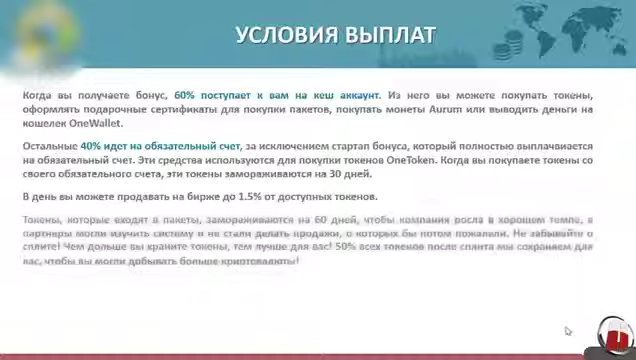 УСЛОВИЯ ВЫПЛАТ
Когда вы получаете бонус, 60% поступает к вам на кеш аккаунт. Из него вы можете покупать токены,
оформлять подарочные сертификаты для покупки пакетов, покупать монеты Aurum или выводить деньги на
кошелек OneWallet.
Остальные 40% идет на обязательный счет, за исключением стартап бонуса, который полностью выплачивается
на обязательный счет. Эти средства используются для покупки токенов OneToken. Когда вы покупаете токены со
своего обязательного счета, эти токены замораживаются на 30 дней.
В день вы можете продавать на бирже до 1.5% от доступных токенов.
Токены, которые входят в пакеты, замораживаются на 60 дней, чтобы компания росла в хорошем темпе, а
партнеры могли изучить систему и не стали делать продажи, о которых бы потом пожалели. Не забывайте о
сплите! Чем дольше вы храните токены, тем лучше для вас! 50% всех токенов после сплита мы сохраняем для
вас, чтобы вы могли добывать больше криптовалюты!